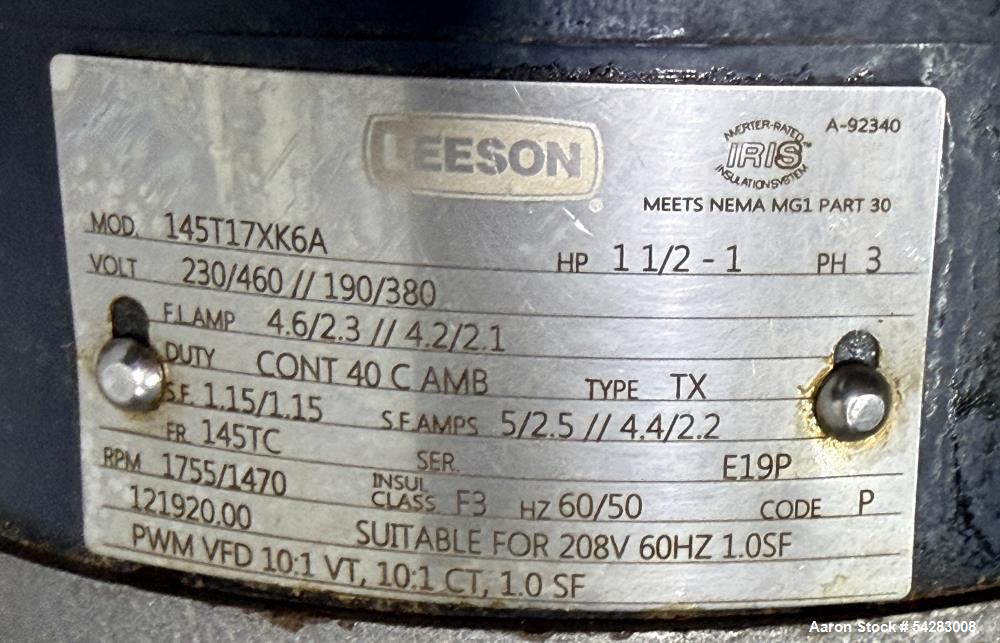 LEESON
INVERTER-RATED
IRIS™
INSULATION SYSTEM
A-92340
MEETS NEMA MG1 PART 30
MOD. 145T17XK6A
HP 1 1/2 - 1 PH 3
VOLT 230/460 // 190/380
F.L.AMP 4.6/2.3 // 4.2/2.1
DUTY CONT 40 C AMB TYPE TX
S.F. 1.15/1.15 S.F.AMPS 5/2.5 // 4.4/2.2
FR 145TC SER. E19P
RPM 1755/1470 INSUL CLASS F3 HZ 60/50 CODE P
121920.00 SUITABLE FOR 208V 60HZ 1.0SF
PWM VFD 10:1 VT, 10:1 CT, 1.0 SF
Aaron Stock # 54283008